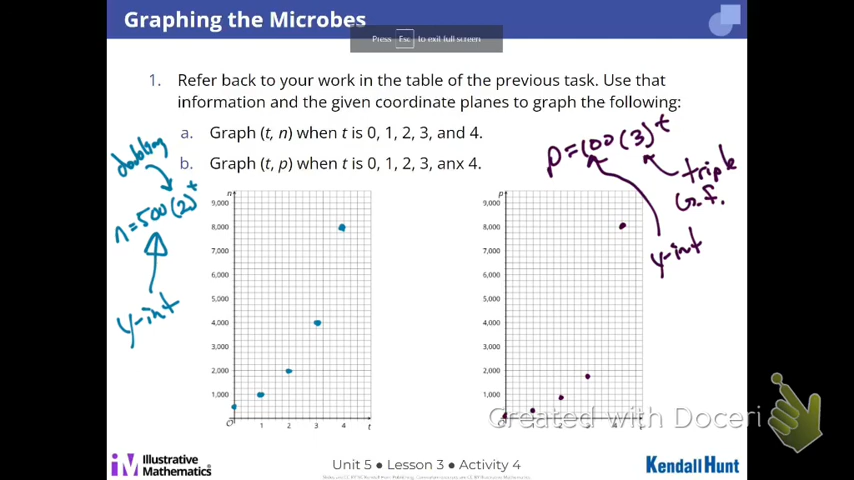 Graphing the Microbes
Press Esc to exit full screen
1. Refer back to your work in the table of the previous task. Use that
information and the given coordinate planes to graph the following:
a. Graph (t, n) when t is 0, 1, 2, 3, and 4.
b. Graph (t, p) when t is 0, 1, 2, 3, anx 4.
doubling
n=500(2)^t
y-int
p=100(3)^t
triple
G.f.
y-int
n
9,000
8,000
7,000
6,000
5,000
4,000
3,000
2,000
1,000
O 1 2 3 4 t
p
9,000
8,000
7,000
6,000
5,000
4,000
3,000
2,000
1,000
Created with Doceri
Illustrative
Mathematics®
Unit 5 ● Lesson 3 ● Activity 4
Kendall Hunt